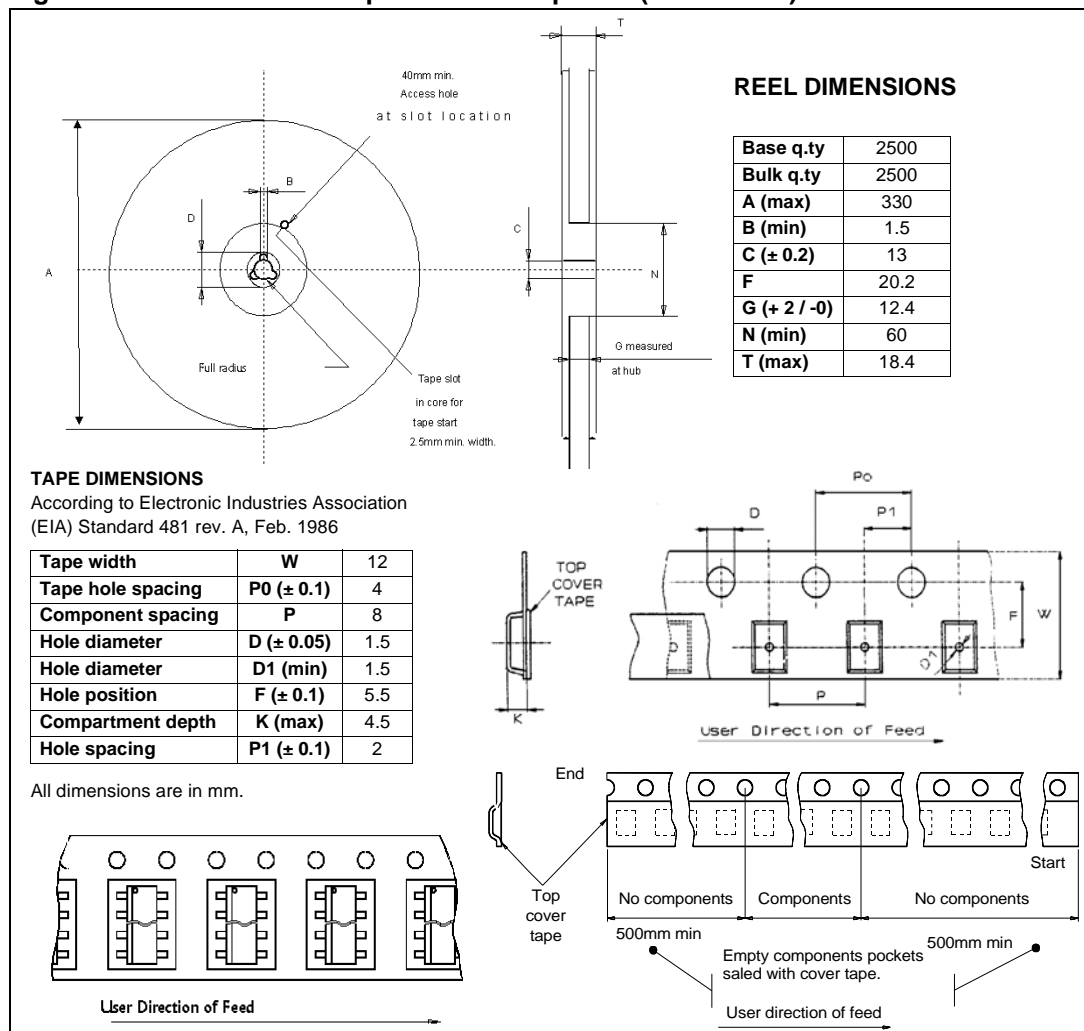 T
40mm min.
Access hole
at slot location
B
D
A
C
N
Full radius
Tape slot
in core for
tape start
2.5mm min. width.
G measured
at hub
REEL DIMENSIONS
Base q.ty 2500
Bulk q.ty 2500
A (max) 330
B (min) 1.5
C (± 0.2) 13
F 20.2
G (+ 2 / -0) 12.4
N (min) 60
T (max) 18.4
TAPE DIMENSIONS
According to Electronic Industries Association
(EIA) Standard 481 rev. A, Feb. 1986
Tape width W 12
Tape hole spacing P0 (± 0.1) 4
Component spacing P 8
Hole diameter D (± 0.05) 1.5
Hole diameter D1 (min) 1.5
Hole position F (± 0.1) 5.5
Compartment depth K (max) 4.5
Hole spacing P1 (± 0.1) 2
All dimensions are in mm.
Po
D
P1
TOP
COVER
TAPE
F
W
D1
K
P
User Direction of Feed
End
Start
Top
cover
tape
No components
Components
No components
500mm min
500mm min
Empty components pockets
saled with cover tape.
User direction of feed
User Direction of Feed